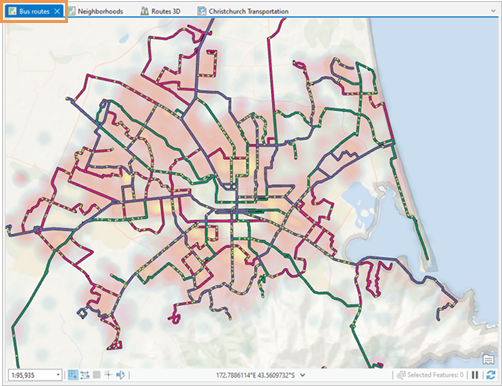 Bus routes Neighborhoods Routes 3D Christchurch Transportation
1:95,935 172.7886114°E 43.5609732°S Selected Features: 0